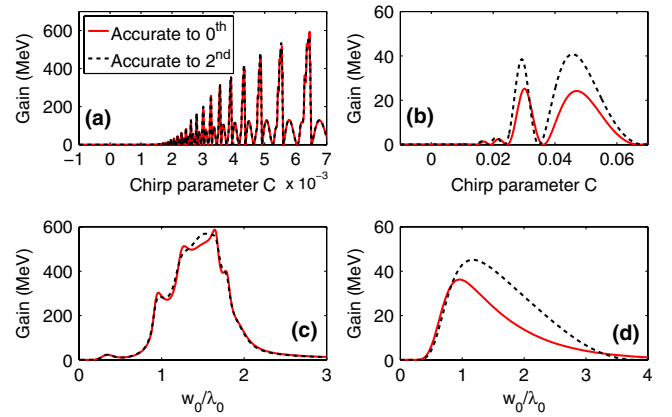 Gain (MeV)
600
400
200
0
Accurate to 0th
Accurate to 2nd
(a)
-1 0 1 2 3 4 5 6 7
Chirp parameter C × 10-3
Gain (MeV)
60
40
20
0
(b)
0 0.02 0.04 0.06
Chirp parameter C
Gain (MeV)
600
400
200
0
(c)
0 1 2 3
w0/λ0
Gain (MeV)
60
40
20
0
(d)
0 1 2 3 4
w0/λ0